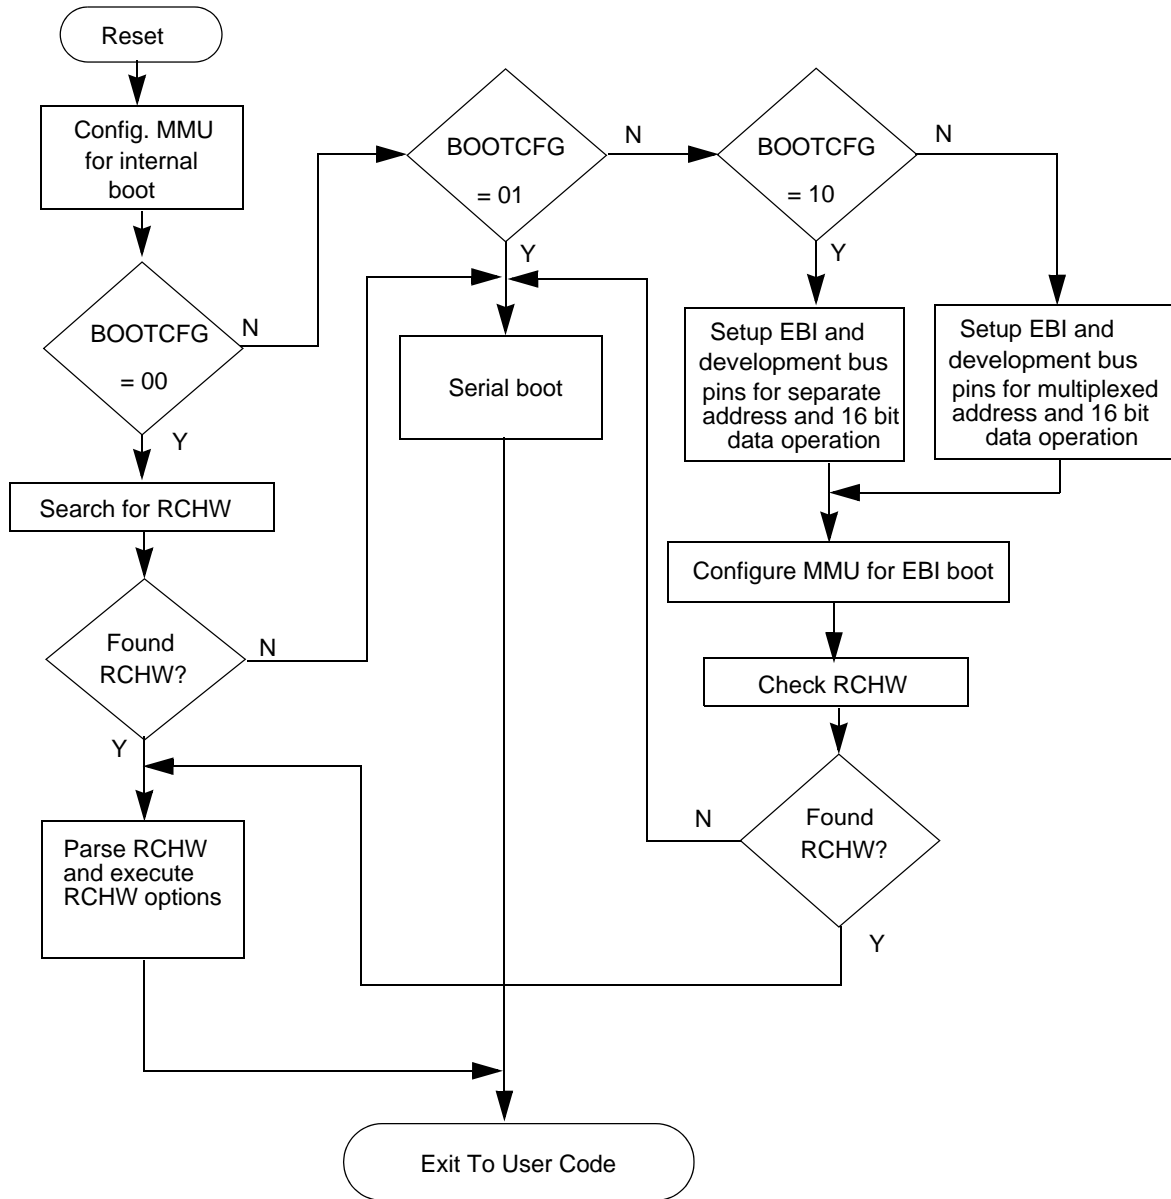 Reset
Config. MMU
for internal
boot
BOOTCFG
= 00
N
Y
Search for RCHW
Found
RCHW?
N
Y
Parse RCHW
and execute
RCHW options
BOOTCFG
= 01
N
Y
Serial boot
BOOTCFG
= 10
N
Y
Setup EBI and
development bus
pins for separate
address and 16 bit
data operation
Setup EBI and
development bus
pins for multiplexed
address and 16 bit
data operation
Configure MMU for EBI boot
Check RCHW
Found
RCHW?
N
Y
Exit To User Code